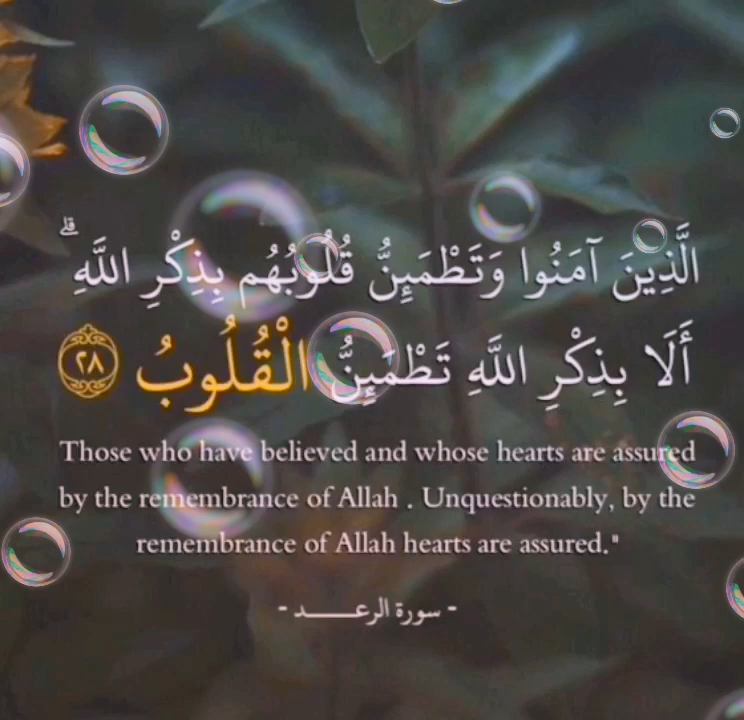 الَّذِينَ آمَنُوا وَتَطْمَئِنُّ قُلُوبُهُم بِذِكْرِ اللَّهِ ۗ
أَلَا بِذِكْرِ اللَّهِ تَطْمَئِنُّ الْقُلُوبُ ٢٨
Those who have believed and whose hearts are assured
by the remembrance of Allah . Unquestionably, by the
remembrance of Allah hearts are assured."
- سورة الرعـــــد -